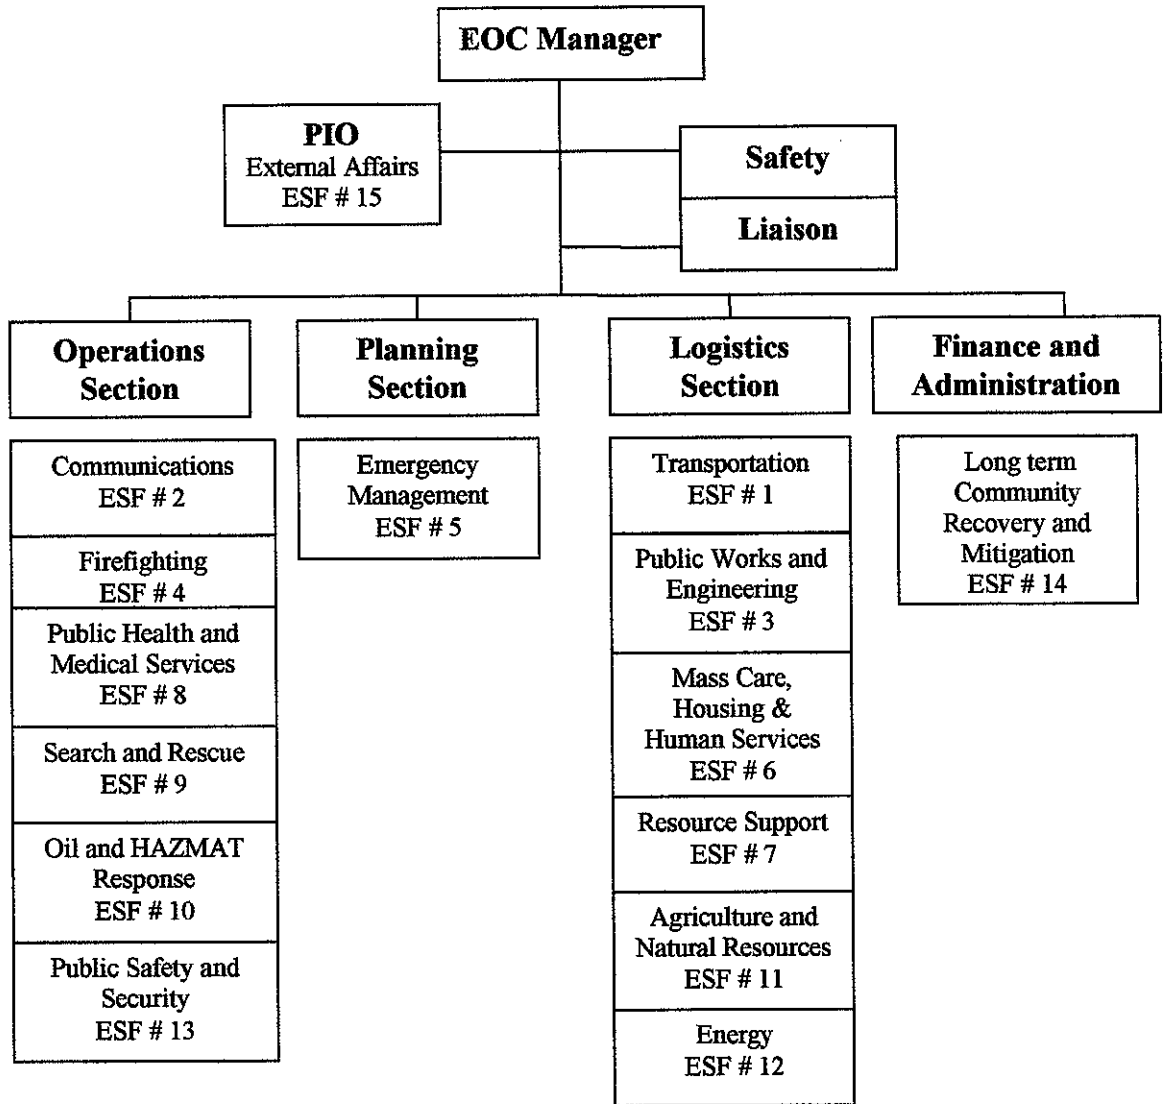 EOC Manager
PIO
External Affairs
ESF # 15
Safety
Liaison
Operations
Section
Communications
ESF # 2
Firefighting
ESF # 4
Public Health and
Medical Services
ESF # 8
Search and Rescue
ESF # 9
Oil and HAZMAT
Response
ESF # 10
Public Safety and
Security
ESF # 13
Planning
Section
Emergency
Management
ESF # 5
Logistics
Section
Transportation
ESF # 1
Public Works and
Engineering
ESF # 3
Mass Care,
Housing &
Human Services
ESF # 6
Resource Support
ESF # 7
Agriculture and
Natural Resources
ESF # 11
Energy
ESF # 12
Finance and
Administration
Long term
Community
Recovery and
Mitigation
ESF # 14